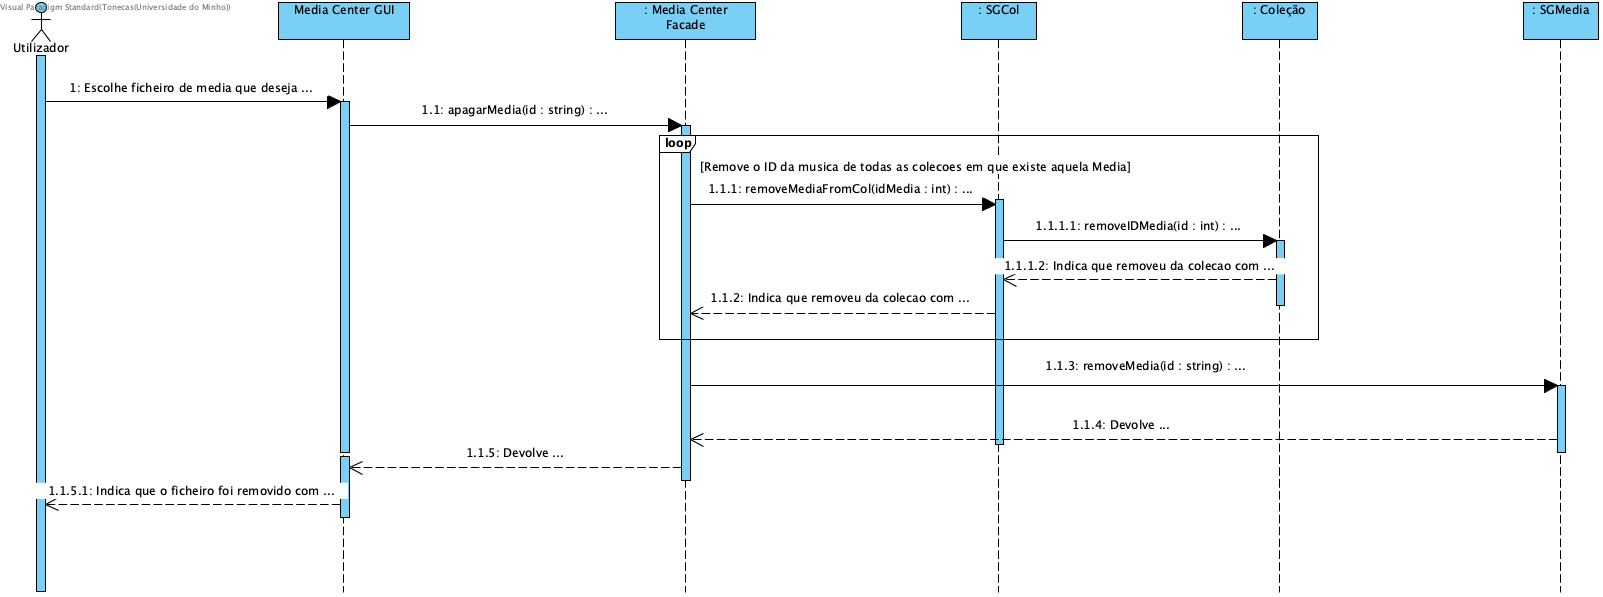 Visual Paradigm Standard(Tonecas(Universidade do Minho))
Utilizador
Media Center GUI
: Media Center
Facade
: SGCol
: Coleção
: SGMedia
1: Escolhe ficheiro de media que deseja ...
1.1: apagarMedia(id : string) : ...
loop
[Remove o ID da musica de todas as colecoes em que existe aquela Media]
1.1.1: removeMediaFromCol(idMedia : int) : ...
1.1.1.1: removeIDMedia(id : int) : ...
1.1.1.2: Indica que removeu da colecao com ...
1.1.2: Indica que removeu da colecao com ...
1.1.3: removeMedia(id : string) : ...
1.1.4: Devolve ...
1.1.5: Devolve ...
1.1.5.1: Indica que o ficheiro foi removido com ...